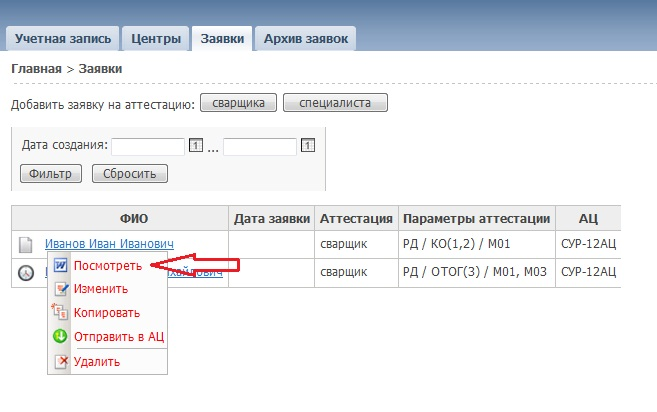 Учетная запись Центры Заявки Архив заявок
Главная > Заявки
Добавить заявку на аттестацию: сварщика специалиста
Дата создания: 1 ... 1
Фильтр Сбросить
ФИО Дата заявки Аттестация Параметры аттестации АЦ
Иванов Иван Иванович сварщик РД / КО(1,2) / М01 СУР-12АЦ
сварщик РД / ОТОГ(3) / М01, М03 СУР-12АЦ
Посмотреть
Изменить
Копировать
Отправить в АЦ
Удалить